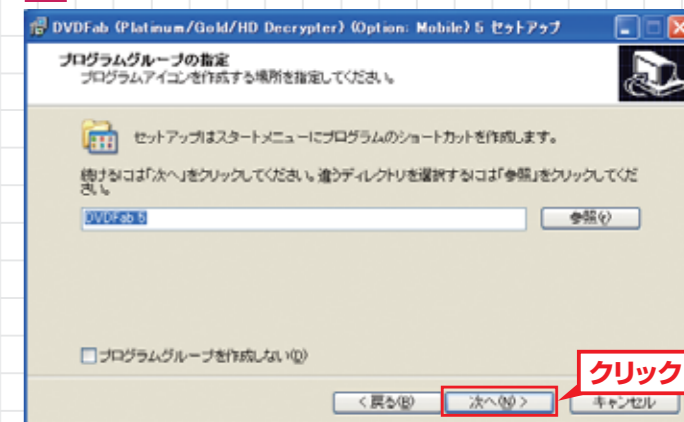 DVDFab (Platinum/Gold/HD Decrypter) (Option: Mobile) 5 セットアップ
プログラムグループの指定
プログラムアイコンを作成する場所を指定してください。
セットアップはスタートメニューにプログラムのショートカットを作成します。
続けるには「次へ」をクリックしてください。違うディレクトリを選択するには「参照」をクリックしてくだ
さい。
DVDFab 5
参照(R)
プログラムグループを作成しない(D)
クリック
< 戻る(B)
次へ(N) >
キャンセル